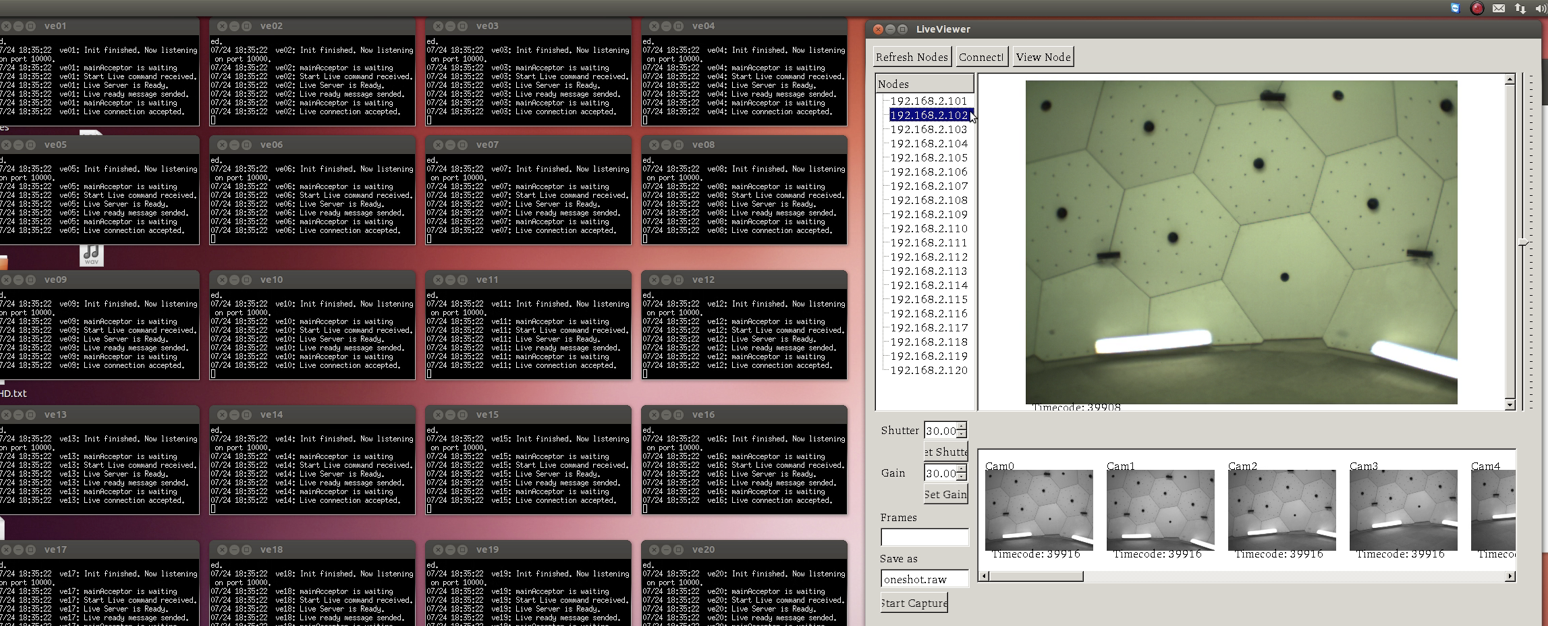 ve01
ed.
07/24 18:35:22 ve01: Init finished. Now listening
on port 10000.
07/24 18:35:22 ve01: mainAcceptor is waiting
07/24 18:35:22 ve01: Start Live command received.
07/24 18:35:22 ve01: Live Server is Ready.
07/24 18:35:22 ve01: Live ready message sended.
07/24 18:35:22 ve01: mainAcceptor is waiting
07/24 18:35:22 ve01: Live connection accepted.
ve02
ed.
07/24 18:35:22 ve02: Init finished. Now listening
on port 10000.
07/24 18:35:22 ve02: mainAcceptor is waiting
07/24 18:35:22 ve02: Start Live command received.
07/24 18:35:22 ve02: Live Server is Ready.
07/24 18:35:22 ve02: Live ready message sended.
07/24 18:35:22 ve02: mainAcceptor is waiting
07/24 18:35:22 ve02: Live connection accepted.
ve03
ed.
07/24 18:35:22 ve03: Init finished. Now listening
on port 10000.
07/24 18:35:22 ve03: mainAcceptor is waiting
07/24 18:35:22 ve03: Start Live command received.
07/24 18:35:22 ve03: Live Server is Ready.
07/24 18:35:22 ve03: Live ready message sended.
07/24 18:35:22 ve03: mainAcceptor is waiting
07/24 18:35:22 ve03: Live connection accepted.
ve04
ed.
07/24 18:35:22 ve04: Init finished. Now listening
on port 10000.
07/24 18:35:22 ve04: mainAcceptor is waiting
07/24 18:35:22 ve04: Start Live command received.
07/24 18:35:22 ve04: Live Server is Ready.
07/24 18:35:22 ve04: Live ready message sended.
07/24 18:35:22 ve04: mainAcceptor is waiting
07/24 18:35:22 ve04: Live connection accepted.
es
ve05
ed.
07/24 18:35:22 ve05: Init finished. Now listening
on port 10000.
07/24 18:35:22 ve05: mainAcceptor is waiting
07/24 18:35:22 ve05: Start Live command received.
07/24 18:35:22 ve05: Live Server is Ready.
07/24 18:35:22 ve05: Live ready message sended.
07/24 18:35:22 ve05: mainAcceptor is waiting
07/24 18:35:22 ve05: Live connection accepted.
ve06
ed.
07/24 18:35:22 ve06: Init finished. Now listening
on port 10000.
07/24 18:35:22 ve06: mainAcceptor is waiting
07/24 18:35:22 ve06: Start Live command received.
07/24 18:35:22 ve06: Live Server is Ready.
07/24 18:35:22 ve06: Live ready message sended.
07/24 18:35:22 ve06: mainAcceptor is waiting
07/24 18:35:22 ve06: Live connection accepted.
ve07
ed.
07/24 18:35:22 ve07: Init finished. Now listening
on port 10000.
07/24 18:35:22 ve07: mainAcceptor is waiting
07/24 18:35:22 ve07: Start Live command received.
07/24 18:35:22 ve07: Live Server is Ready.
07/24 18:35:22 ve07: Live ready message sended.
07/24 18:35:22 ve07: mainAcceptor is waiting
07/24 18:35:22 ve07: Live connection accepted.
ve08
ed.
07/24 18:35:22 ve08: Init finished. Now listening
on port 10000.
07/24 18:35:22 ve08: mainAcceptor is waiting
07/24 18:35:22 ve08: Start Live command received.
07/24 18:35:22 ve08: Live Server is Ready.
07/24 18:35:22 ve08: Live ready message sended.
07/24 18:35:22 ve08: mainAcceptor is waiting
07/24 18:35:22 ve08: Live connection accepted.
wav
ve09
ed.
07/24 18:35:22 ve09: Init finished. Now listening
on port 10000.
07/24 18:35:22 ve09: mainAcceptor is waiting
07/24 18:35:22 ve09: Start Live command received.
07/24 18:35:22 ve09: Live Server is Ready.
07/24 18:35:22 ve09: Live ready message sended.
07/24 18:35:22 ve09: mainAcceptor is waiting
07/24 18:35:22 ve09: Live connection accepted.
ve10
ed.
07/24 18:35:22 ve10: Init finished. Now listening
on port 10000.
07/24 18:35:22 ve10: mainAcceptor is waiting
07/24 18:35:22 ve10: Start Live command received.
07/24 18:35:22 ve10: Live Server is Ready.
07/24 18:35:22 ve10: Live ready message sended.
07/24 18:35:22 ve10: mainAcceptor is waiting
07/24 18:35:22 ve10: Live connection accepted.
ve11
ed.
07/24 18:35:22 ve11: Init finished. Now listening
on port 10000.
07/24 18:35:22 ve11: mainAcceptor is waiting
07/24 18:35:22 ve11: Start Live command received.
07/24 18:35:22 ve11: Live Server is Ready.
07/24 18:35:22 ve11: Live ready message sended.
07/24 18:35:22 ve11: mainAcceptor is waiting
07/24 18:35:22 ve11: Live connection accepted.
ve12
ed.
07/24 18:35:22 ve12: Init finished. Now listening
on port 10000.
07/24 18:35:22 ve12: mainAcceptor is waiting
07/24 18:35:22 ve12: Start Live command received.
07/24 18:35:22 ve12: Live Server is Ready.
07/24 18:35:22 ve12: Live ready message sended.
07/24 18:35:22 ve12: mainAcceptor is waiting
07/24 18:35:22 ve12: Live connection accepted.
HD.txt
ve13
ed.
07/24 18:35:22 ve13: Init finished. Now listening
on port 10000.
07/24 18:35:22 ve13: mainAcceptor is waiting
07/24 18:35:22 ve13: Start Live command received.
07/24 18:35:22 ve13: Live Server is Ready.
07/24 18:35:22 ve13: Live ready message sended.
07/24 18:35:22 ve13: mainAcceptor is waiting
07/24 18:35:22 ve13: Live connection accepted.
ve14
ed.
07/24 18:35:22 ve14: Init finished. Now listening
on port 10000.
07/24 18:35:22 ve14: mainAcceptor is waiting
07/24 18:35:22 ve14: Start Live command received.
07/24 18:35:22 ve14: Live Server is Ready.
07/24 18:35:22 ve14: Live ready message sended.
07/24 18:35:22 ve14: mainAcceptor is waiting
07/24 18:35:22 ve14: Live connection accepted.
ve15
ed.
07/24 18:35:22 ve15: Init finished. Now listening
on port 10000.
07/24 18:35:22 ve15: mainAcceptor is waiting
07/24 18:35:22 ve15: Start Live command received.
07/24 18:35:22 ve15: Live Server is Ready.
07/24 18:35:22 ve15: Live ready message sended.
07/24 18:35:22 ve15: mainAcceptor is waiting
07/24 18:35:22 ve15: Live connection accepted.
ve16
ed.
07/24 18:35:22 ve16: Init finished. Now listening
on port 10000.
07/24 18:35:22 ve16: mainAcceptor is waiting
07/24 18:35:22 ve16: Start Live command received.
07/24 18:35:22 ve16: Live Server is Ready.
07/24 18:35:22 ve16: Live ready message sended.
07/24 18:35:22 ve16: mainAcceptor is waiting
07/24 18:35:22 ve16: Live connection accepted.
ve17
ed.
07/24 18:35:22 ve17: Init finished. Now listening
on port 10000.
07/24 18:35:22 ve17: mainAcceptor is waiting
07/24 18:35:22 ve17: Start Live command received.
07/24 18:35:22 ve17: Live Server is Ready.
07/24 18:35:22 ve17: Live ready message sended.
ve18
ed.
07/24 18:35:22 ve18: Init finished. Now listening
on port 10000.
07/24 18:35:22 ve18: mainAcceptor is waiting
07/24 18:35:22 ve18: Start Live command received.
07/24 18:35:22 ve18: Live Server is Ready.
07/24 18:35:22 ve18: Live ready message sended.
ve19
ed.
07/24 18:35:22 ve19: Init finished. Now listening
on port 10000.
07/24 18:35:22 ve19: mainAcceptor is waiting
07/24 18:35:22 ve19: Start Live command received.
07/24 18:35:22 ve19: Live Server is Ready.
07/24 18:35:22 ve19: Live ready message sended.
ve20
ed.
07/24 18:35:22 ve20: Init finished. Now listening
on port 10000.
07/24 18:35:22 ve20: mainAcceptor is waiting
07/24 18:35:22 ve20: Start Live command received.
07/24 18:35:22 ve20: Live Server is Ready.
07/24 18:35:22 ve20: Live ready message sended.
LiveViewer
Refresh Nodes Connect! View Node
Nodes
192.168.2.101
192.168.2.102
192.168.2.103
192.168.2.104
192.168.2.105
192.168.2.106
192.168.2.107
192.168.2.108
192.168.2.109
192.168.2.110
192.168.2.111
192.168.2.112
192.168.2.113
192.168.2.114
192.168.2.115
192.168.2.116
192.168.2.117
192.168.2.118
192.168.2.119
192.168.2.120
Timecode: 39908
Shutter 30.00
et Shutte
Gain 30.00
Set Gain
Frames
Save as
oneshot.raw
Start Capture
Cam0 Cam1 Cam2 Cam3 Cam4
Timecode: 39916 Timecode: 39916 Timecode: 39916 Timecode: 39916 Timeco